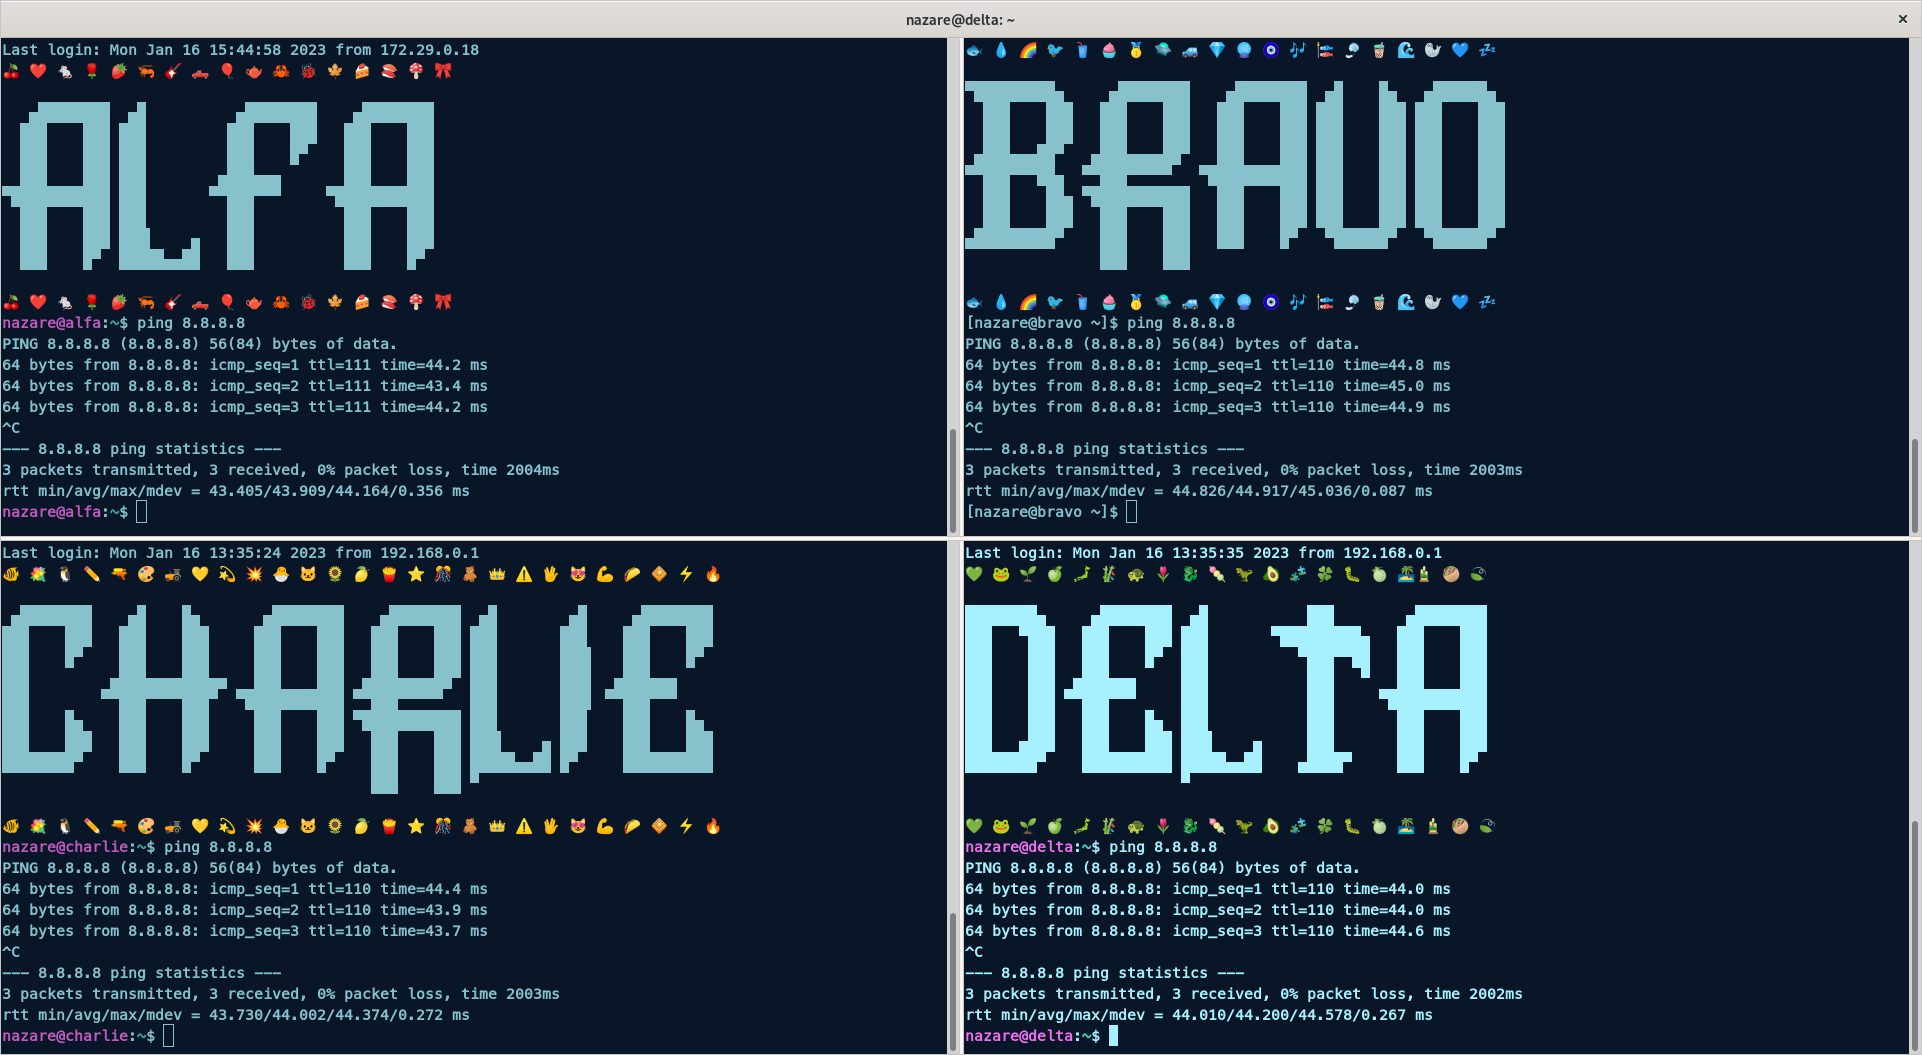 nazare@delta: ~
Last login: Mon Jan 16 15:44:58 2023 from 172.29.0.18
ALFA
nazare@alfa:~$ ping 8.8.8.8
PING 8.8.8.8 (8.8.8.8) 56(84) bytes of data.
64 bytes from 8.8.8.8: icmp_seq=1 ttl=111 time=44.2 ms
64 bytes from 8.8.8.8: icmp_seq=2 ttl=111 time=43.4 ms
64 bytes from 8.8.8.8: icmp_seq=3 ttl=111 time=44.2 ms
^C
--- 8.8.8.8 ping statistics ---
3 packets transmitted, 3 received, 0% packet loss, time 2004ms
rtt min/avg/max/mdev = 43.405/43.909/44.164/0.356 ms
nazare@alfa:~$
BRAVO
[nazare@bravo ~]$ ping 8.8.8.8
PING 8.8.8.8 (8.8.8.8) 56(84) bytes of data.
64 bytes from 8.8.8.8: icmp_seq=1 ttl=110 time=44.8 ms
64 bytes from 8.8.8.8: icmp_seq=2 ttl=110 time=45.0 ms
64 bytes from 8.8.8.8: icmp_seq=3 ttl=110 time=44.9 ms
^C
--- 8.8.8.8 ping statistics ---
3 packets transmitted, 3 received, 0% packet loss, time 2003ms
rtt min/avg/max/mdev = 44.826/44.917/45.036/0.087 ms
[nazare@bravo ~]$
Last login: Mon Jan 16 13:35:24 2023 from 192.168.0.1
CHARLIE
nazare@charlie:~$ ping 8.8.8.8
PING 8.8.8.8 (8.8.8.8) 56(84) bytes of data.
64 bytes from 8.8.8.8: icmp_seq=1 ttl=110 time=44.4 ms
64 bytes from 8.8.8.8: icmp_seq=2 ttl=110 time=43.9 ms
64 bytes from 8.8.8.8: icmp_seq=3 ttl=110 time=43.7 ms
^C
--- 8.8.8.8 ping statistics ---
3 packets transmitted, 3 received, 0% packet loss, time 2003ms
rtt min/avg/max/mdev = 43.730/44.002/44.374/0.272 ms
nazare@charlie:~$
Last login: Mon Jan 16 13:35:35 2023 from 192.168.0.1
DELTA
nazare@delta:~$ ping 8.8.8.8
PING 8.8.8.8 (8.8.8.8) 56(84) bytes of data.
64 bytes from 8.8.8.8: icmp_seq=1 ttl=110 time=44.0 ms
64 bytes from 8.8.8.8: icmp_seq=2 ttl=110 time=44.0 ms
64 bytes from 8.8.8.8: icmp_seq=3 ttl=110 time=44.6 ms
^C
--- 8.8.8.8 ping statistics ---
3 packets transmitted, 3 received, 0% packet loss, time 2002ms
rtt min/avg/max/mdev = 44.010/44.200/44.578/0.267 ms
nazare@delta:~$